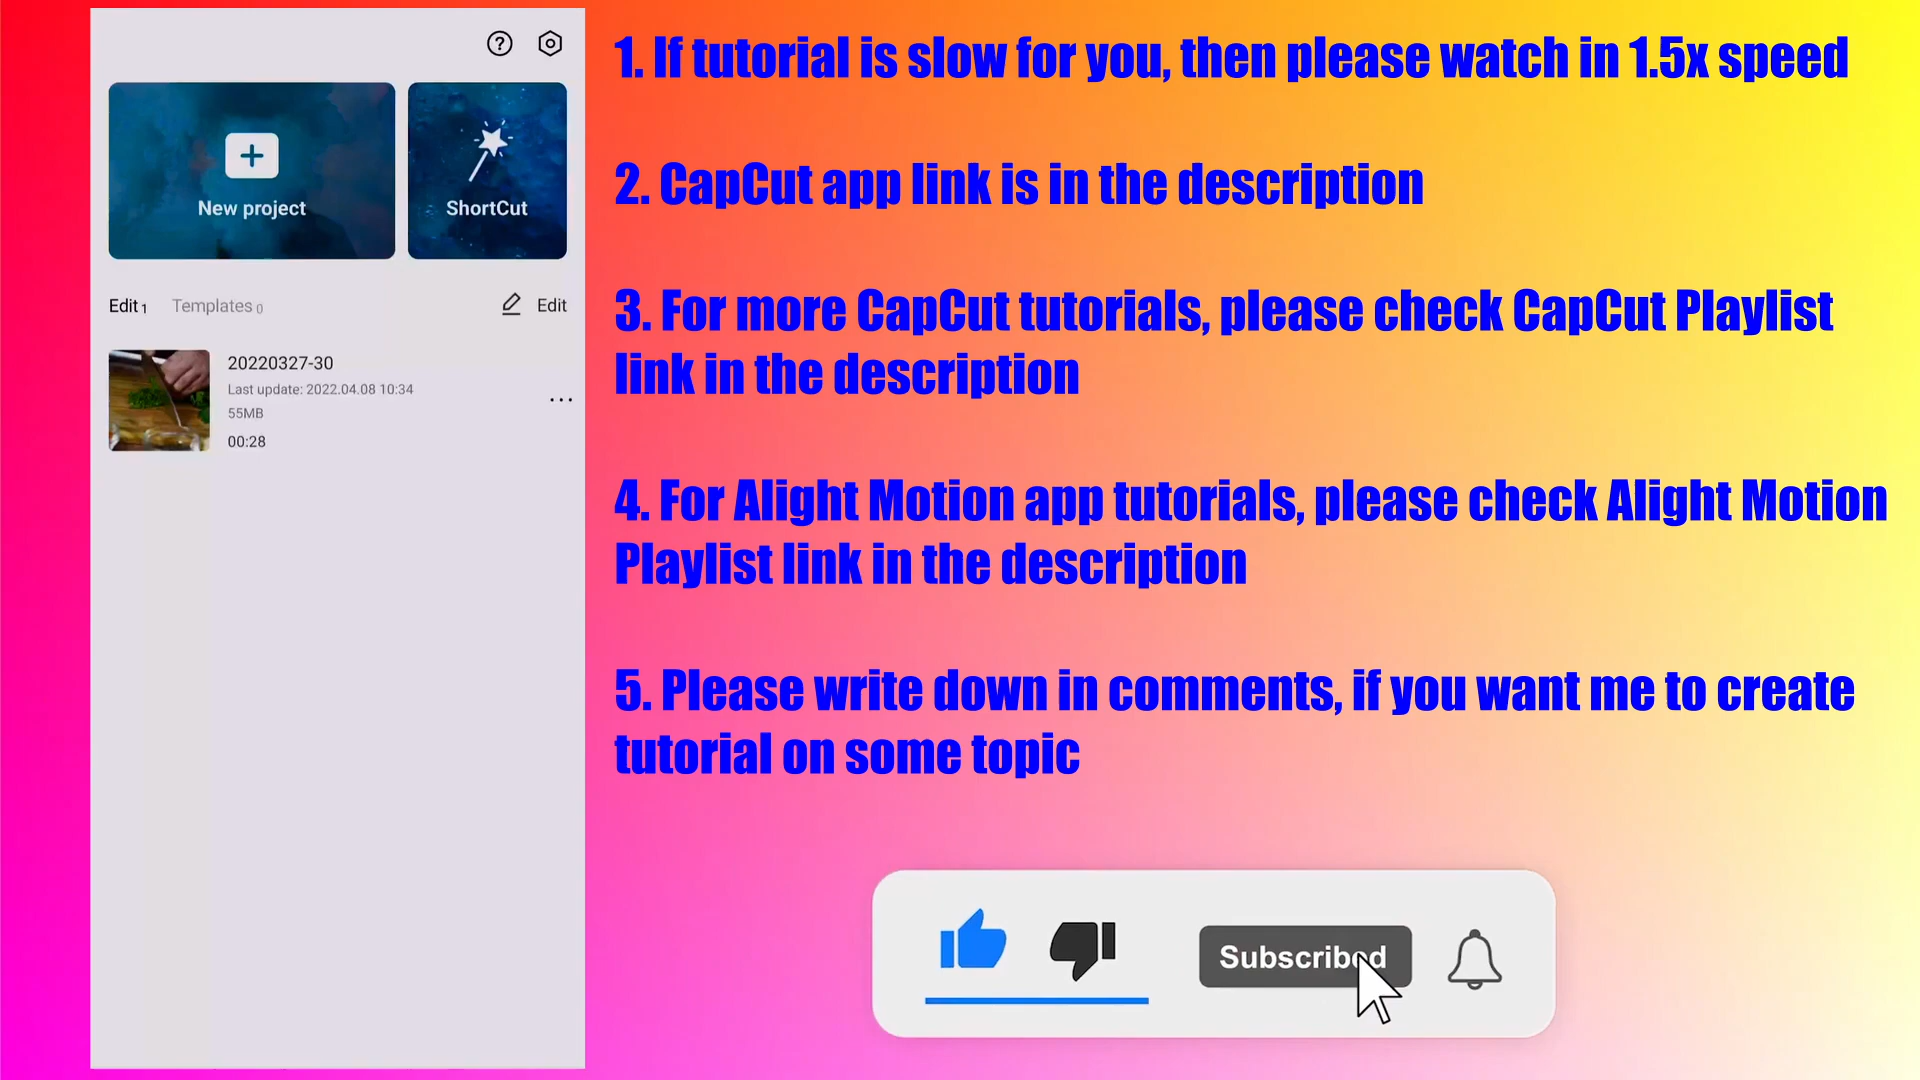 New project
ShortCut
Edit 1
Templates 0
Edit
20220327-30
Last update: 2022.04.08 10:34
55MB
00:28
1. If tutorial is slow for you, then please watch in 1.5x speed
2. CapCut app link is in the description
3. For more CapCut tutorials, please check CapCut Playlist
link in the description
4. For Alight Motion app tutorials, please check Alight Motion
Playlist link in the description
5. Please write down in comments, if you want me to create
tutorial on some topic
Subscribed